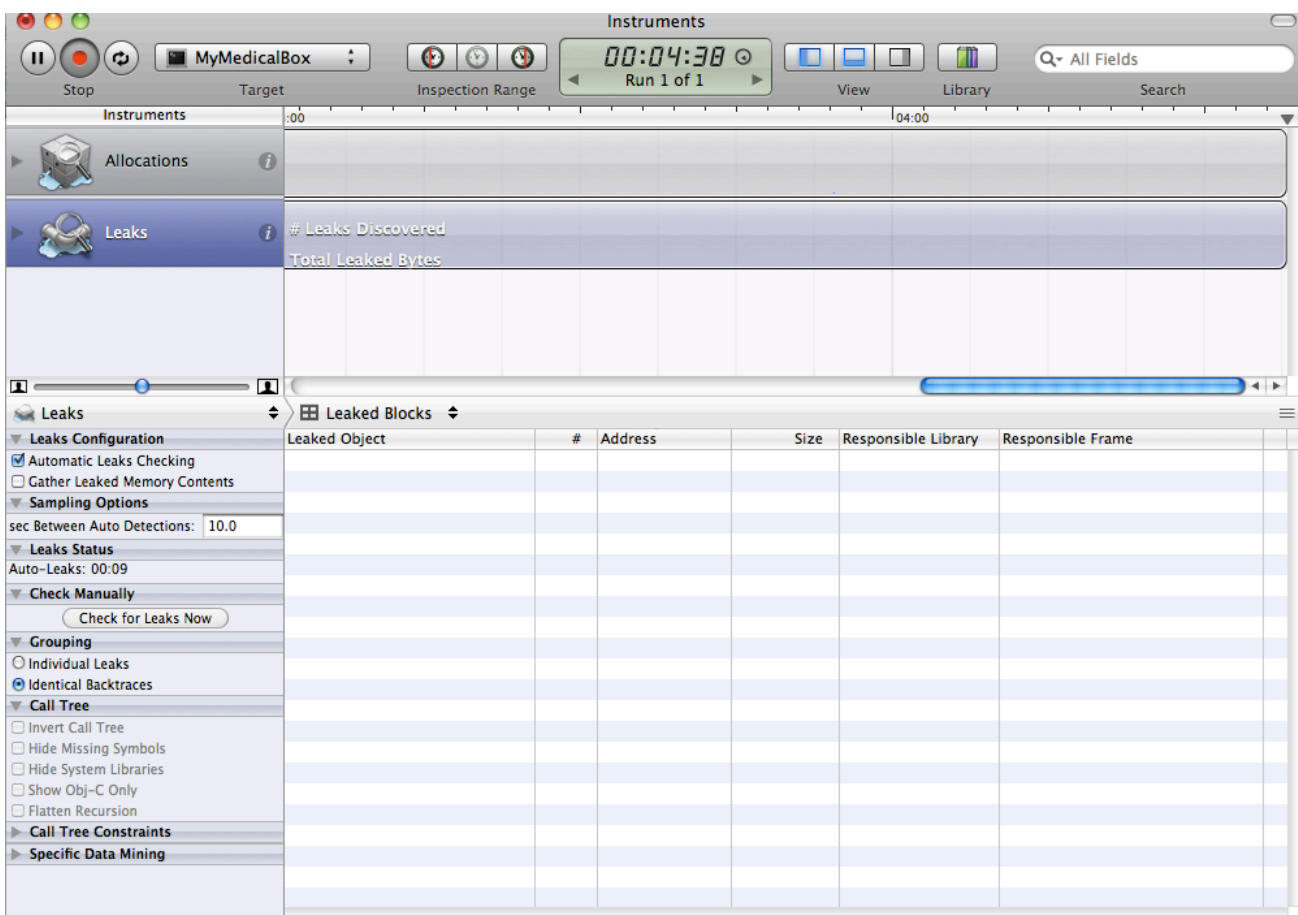 Instruments
MyMedicalBox
00:04:38
Run 1 of 1
All Fields
Stop
Target
Inspection Range
View
Library
Search
Instruments
:00
04:00
Allocations
Leaks
# Leaks Discovered
Total Leaked Bytes
Leaks
Leaked Blocks
Leaks Configuration
Leaked Object # Address Size Responsible Library Responsible Frame
Automatic Leaks Checking
Gather Leaked Memory Contents
Sampling Options
sec Between Auto Detections: 10.0
Leaks Status
Auto-Leaks: 00:09
Check Manually
Check for Leaks Now
Grouping
Individual Leaks
Identical Backtraces
Call Tree
Invert Call Tree
Hide Missing Symbols
Hide System Libraries
Show Obj-C Only
Flatten Recursion
Call Tree Constraints
Specific Data Mining